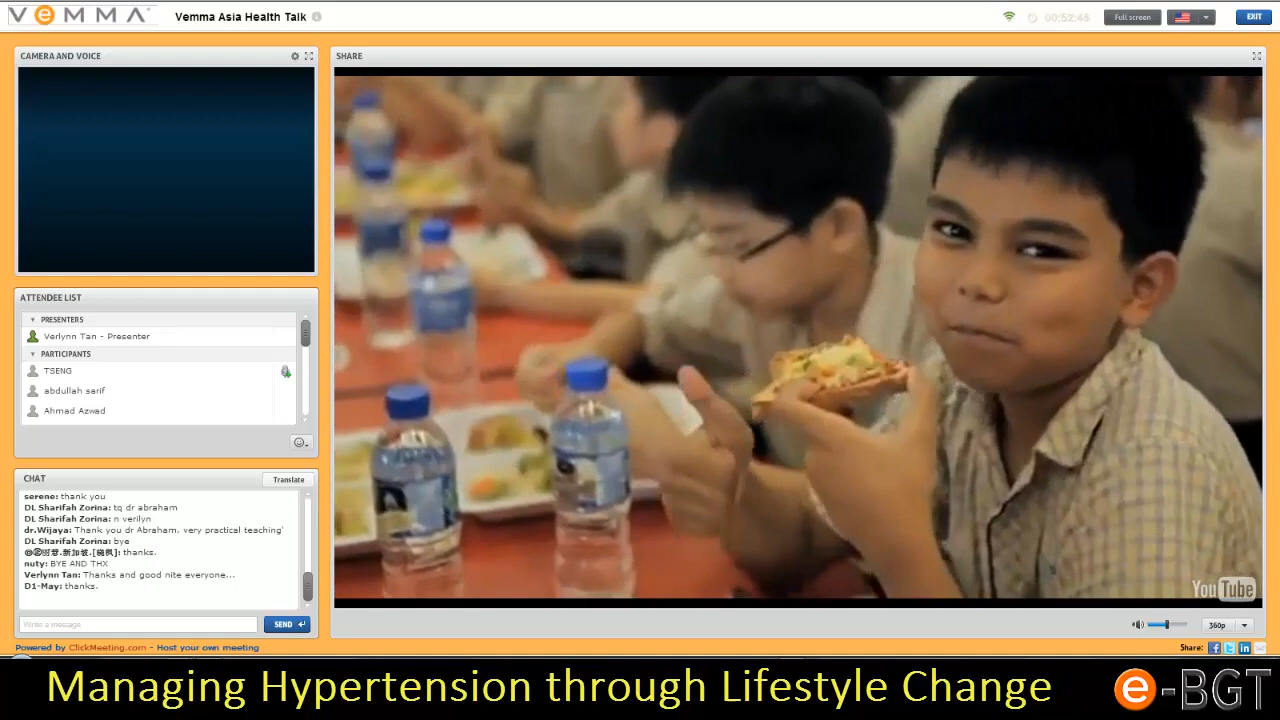 VEMMA
Vemma Asia Health Talk
00:52:46
Full screen
EXIT
CAMERA AND VOICE
SHARE
ATTENDEE LIST
PRESENTERS
Verlynn Tan - Presenter
PARTICIPANTS
TSENG
abdullah sarif
Ahmad Azwad
CHAT
Translate
serene: thank you
DL Sharifah Zorina: tq dr abraham
DL Sharifah Zorina: n verilyn
dr.Wijaya: Thank you dr Abraham, very practical teaching'
DL Sharifah Zorina: bye
新加坡 thanks.
nuty: BYE AND THX
Verlynn Tan: Thanks and good nite everyone...
D1-May: thanks.
Write a message
SEND
YouTube
360p
Powered by ClickMeeting.com - Host your own meeting
Share:
Managing Hypertension through Lifestyle Change
e-BGT